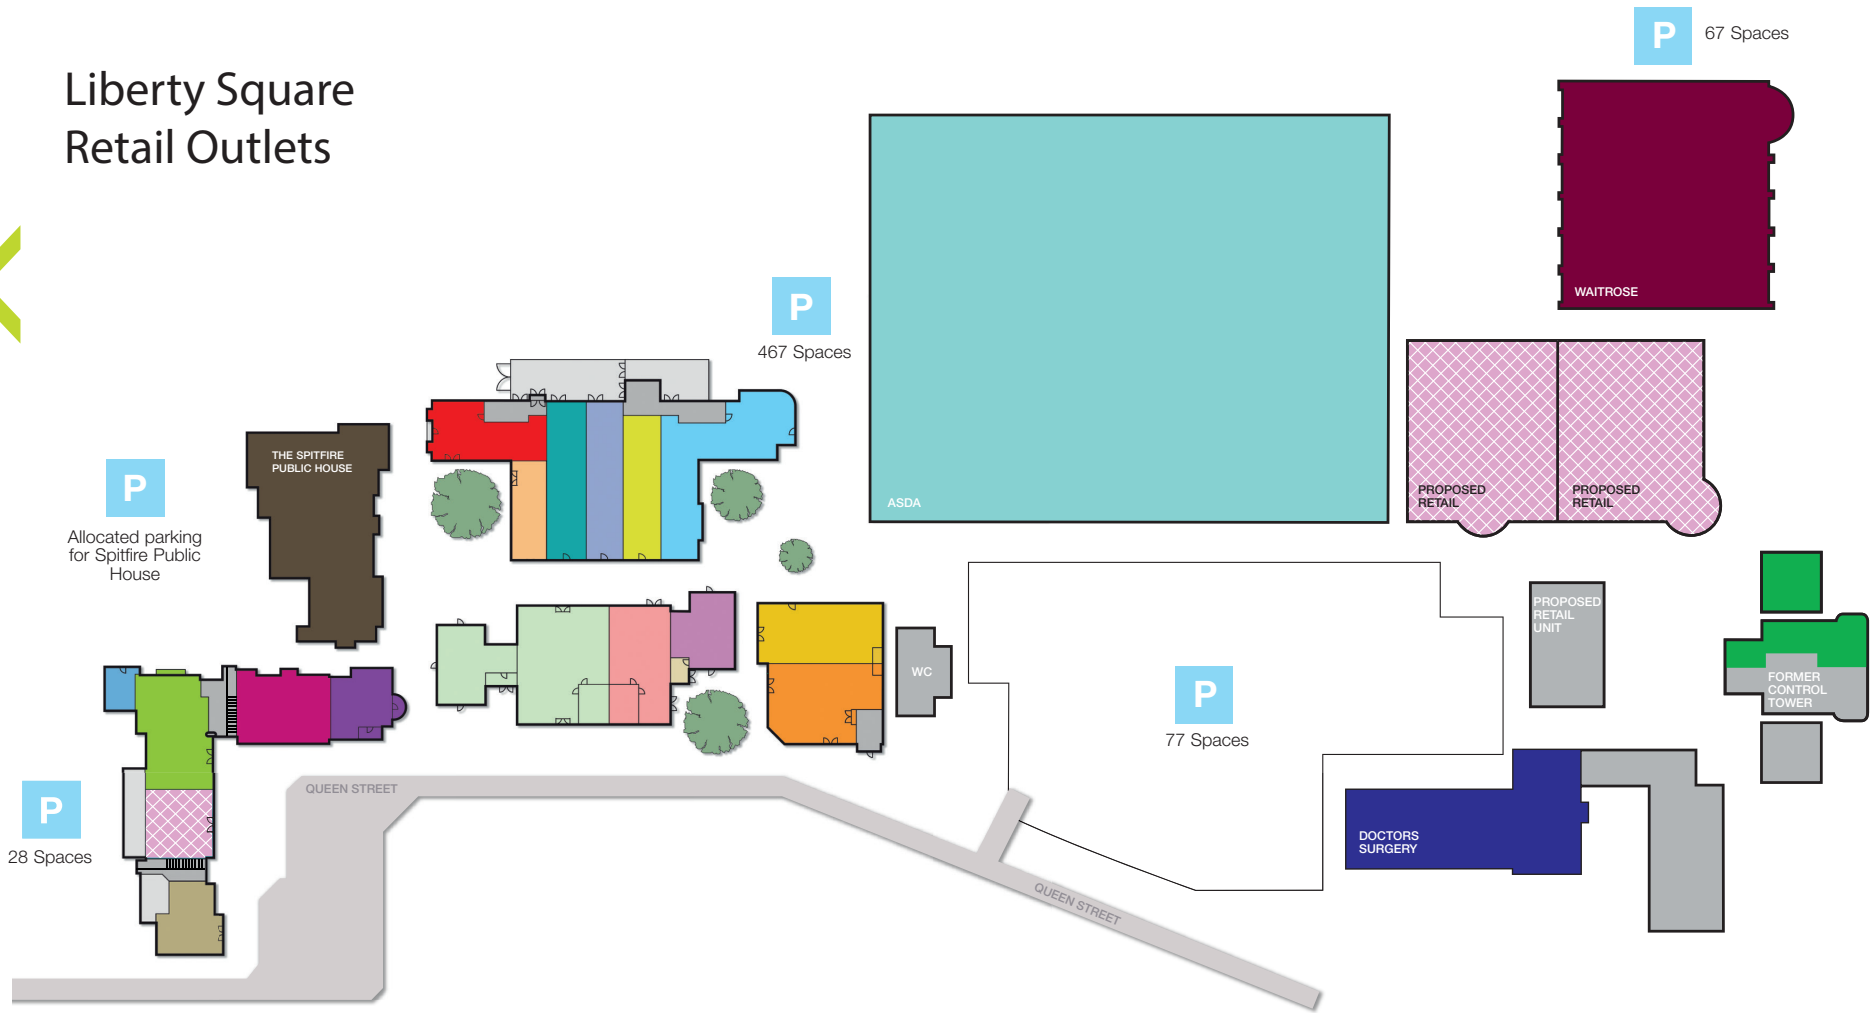 Liberty Square
Retail Outlets
P
67 Spaces
WAITROSE
P
467 Spaces
ASDA
PROPOSED
RETAIL
PROPOSED
RETAIL
THE SPITFIRE
PUBLIC HOUSE
P
Allocated parking
for Spitfire Public
House
PROPOSED
RETAIL
UNIT
WC
P
77 Spaces
FORMER
CONTROL
TOWER
P
28 Spaces
QUEEN STREET
DOCTORS
SURGERY
QUEEN STREET